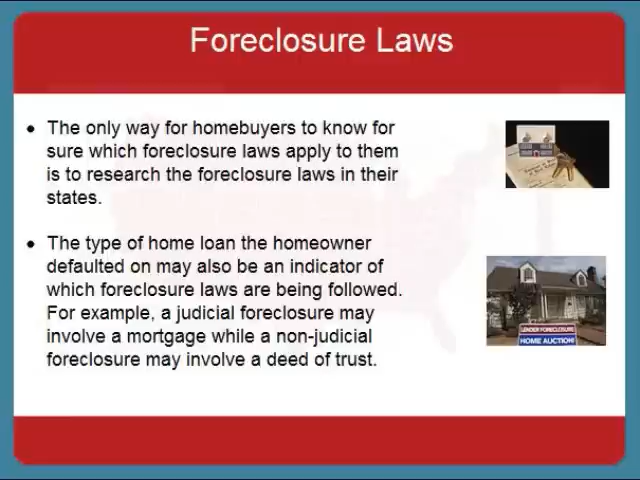 Foreclosure Laws
• The only way for homebuyers to know for
sure which foreclosure laws apply to them
is to research the foreclosure laws in their
states.
• The type of home loan the homeowner
defaulted on may also be an indicator of
which foreclosure laws are being followed.
For example, a judicial foreclosure may
involve a mortgage while a non-judicial
foreclosure may involve a deed of trust.
LENDER FORECLOSURE
HOME AUCTION!